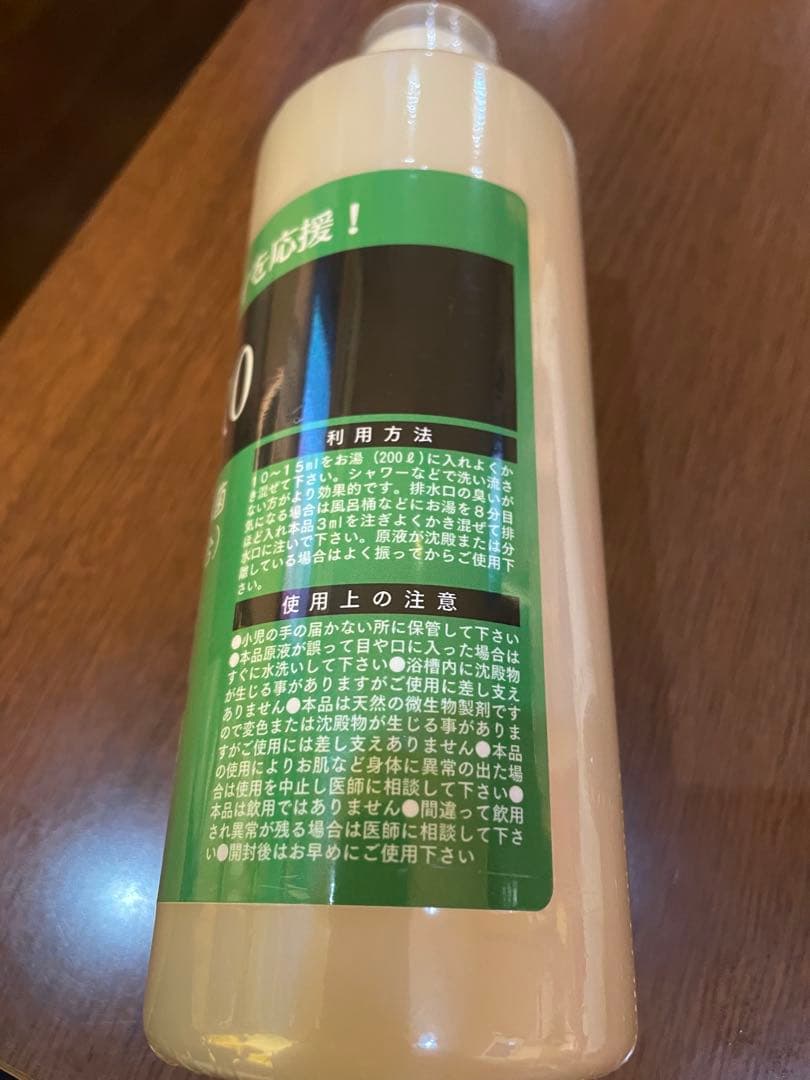 を応援！
0
利用方法
10〜15mlをお湯（200ℓ）に入れよくか
き混ぜて下さい。シャワーなどで洗い流さ
ない方がより効果的です。排水口の臭いが
気になる場合は風呂桶などにお湯を8分目
ほど入れ本品3mlを注ぎよくかき混ぜて排
水口に注いで下さい。原液が沈殿または分
離している場合はよく振ってからご使用下
さい。
使用上の注意
●小児の手の届かない所に保管して下さい
●本品原液が誤って目や口に入った場合は
すぐに水洗いして下さい●浴槽内に沈殿物
が生じる事がありますがご使用に差し支え
ありません●本品は天然の微生物製剤です
ので変色または沈殿物が生じる事がありま
すがご使用には差し支えありません●本品
の使用によりお肌など身体に異常の出た場
合は使用を中止し医師に相談して下さい●
本品は飲用ではありません●間違って飲用
され異常が残る場合は医師に相談して下さ
い●開封後はお早めにご使用下さい